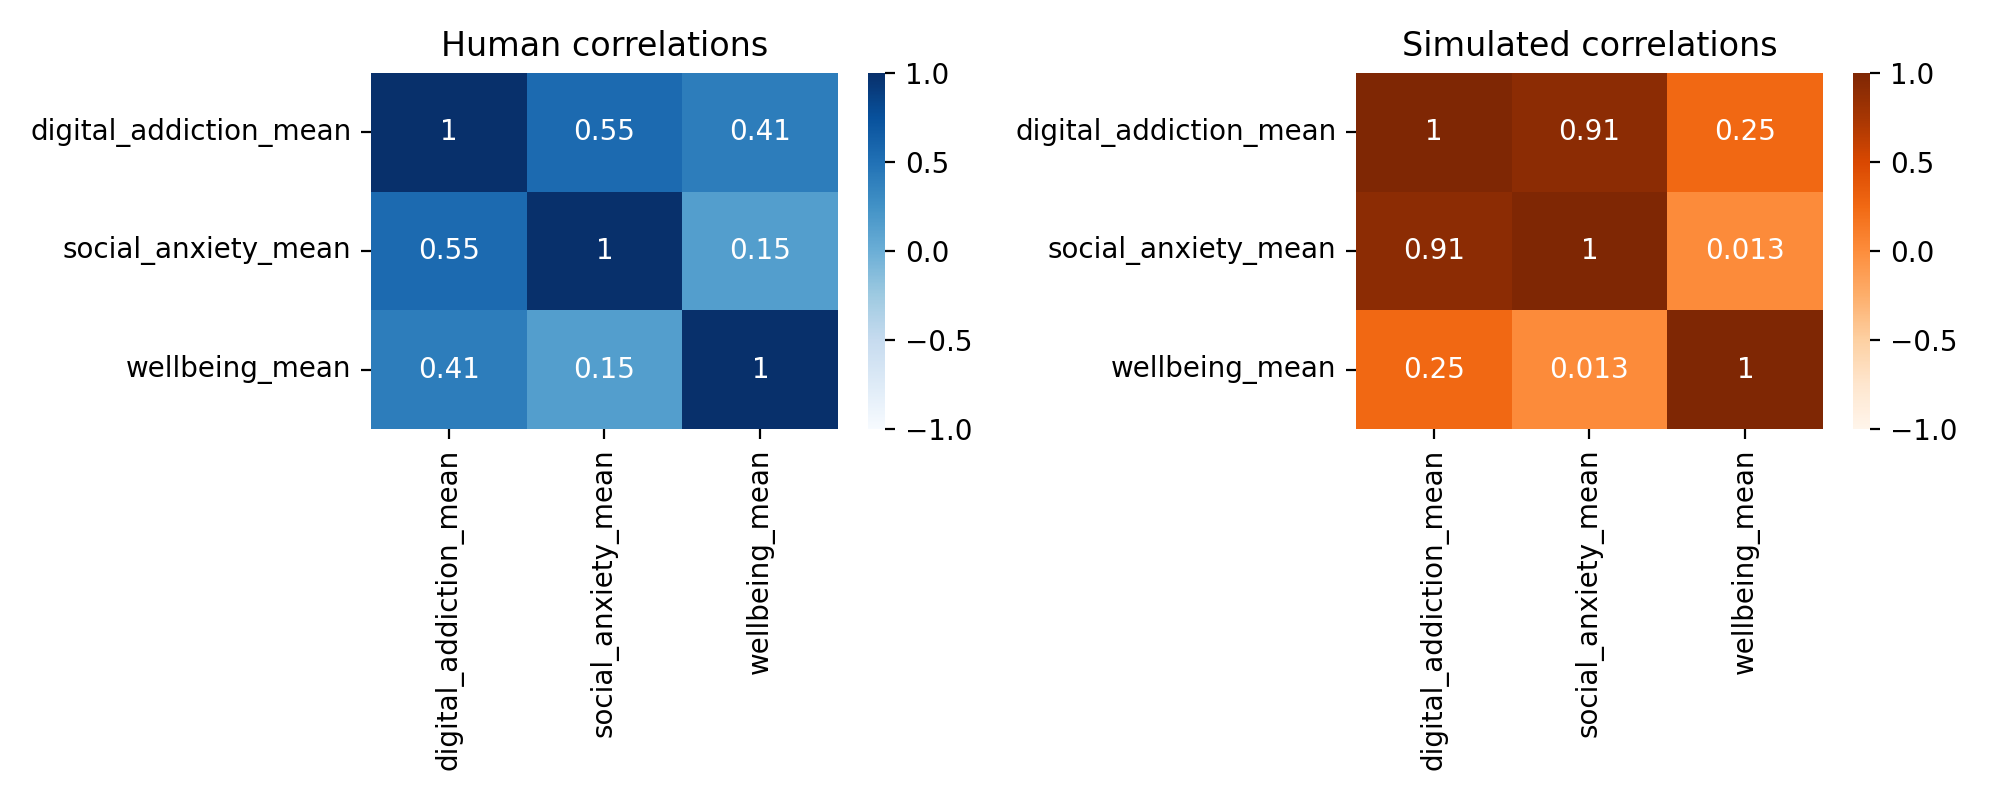 Human correlations
digital_addiction_mean
social_anxiety_mean
wellbeing_mean
1 0.55 0.41
0.55 1 0.15
0.41 0.15 1
1.0
0.5
0.0
−0.5
−1.0
digital_addiction_mean
social_anxiety_mean
wellbeing_mean
Simulated correlations
digital_addiction_mean
social_anxiety_mean
wellbeing_mean
1 0.91 0.25
0.91 1 0.013
0.25 0.013 1
1.0
0.5
0.0
−0.5
−1.0
digital_addiction_mean
social_anxiety_mean
wellbeing_mean